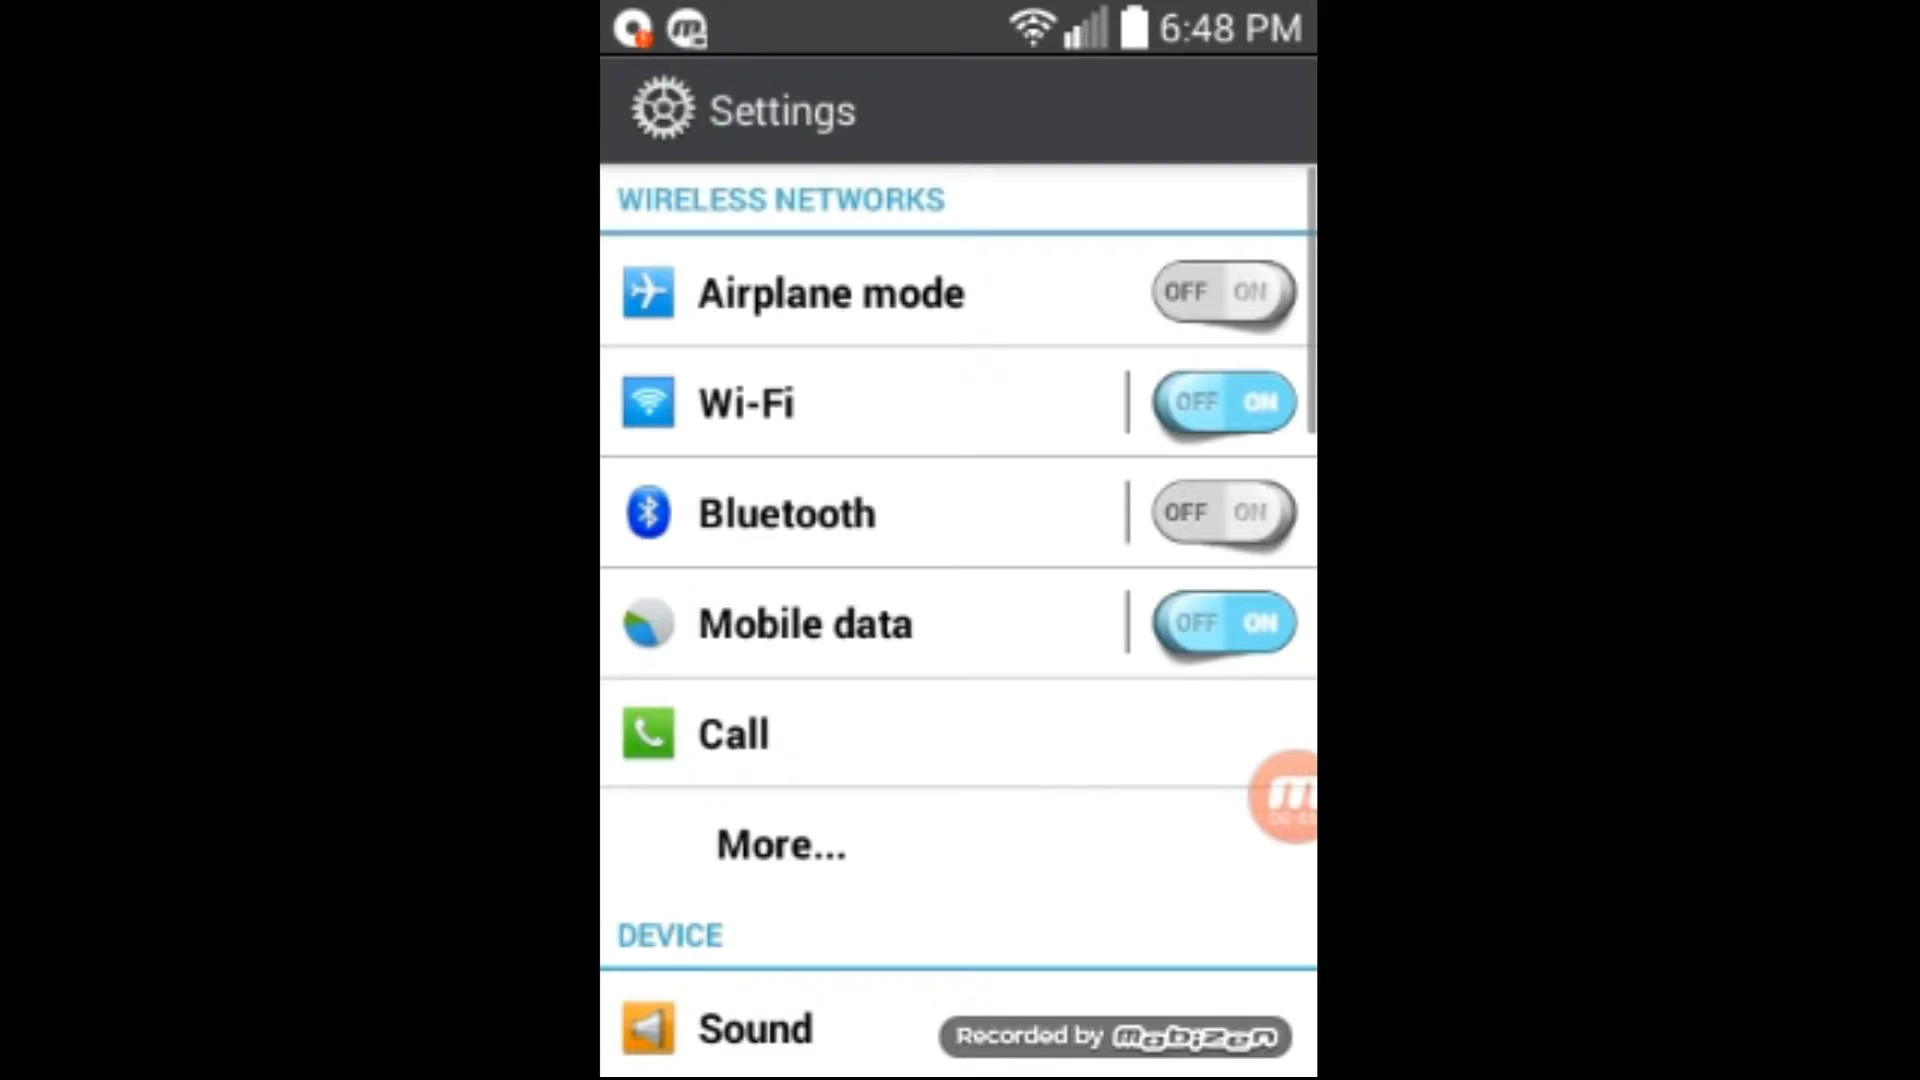 6:48 PM
Settings
WIRELESS NETWORKS
Airplane mode OFF ON
Wi-Fi OFF ON
Bluetooth OFF ON
Mobile data OFF ON
Call
m
More...
DEVICE
Sound
Recorded by mobizen